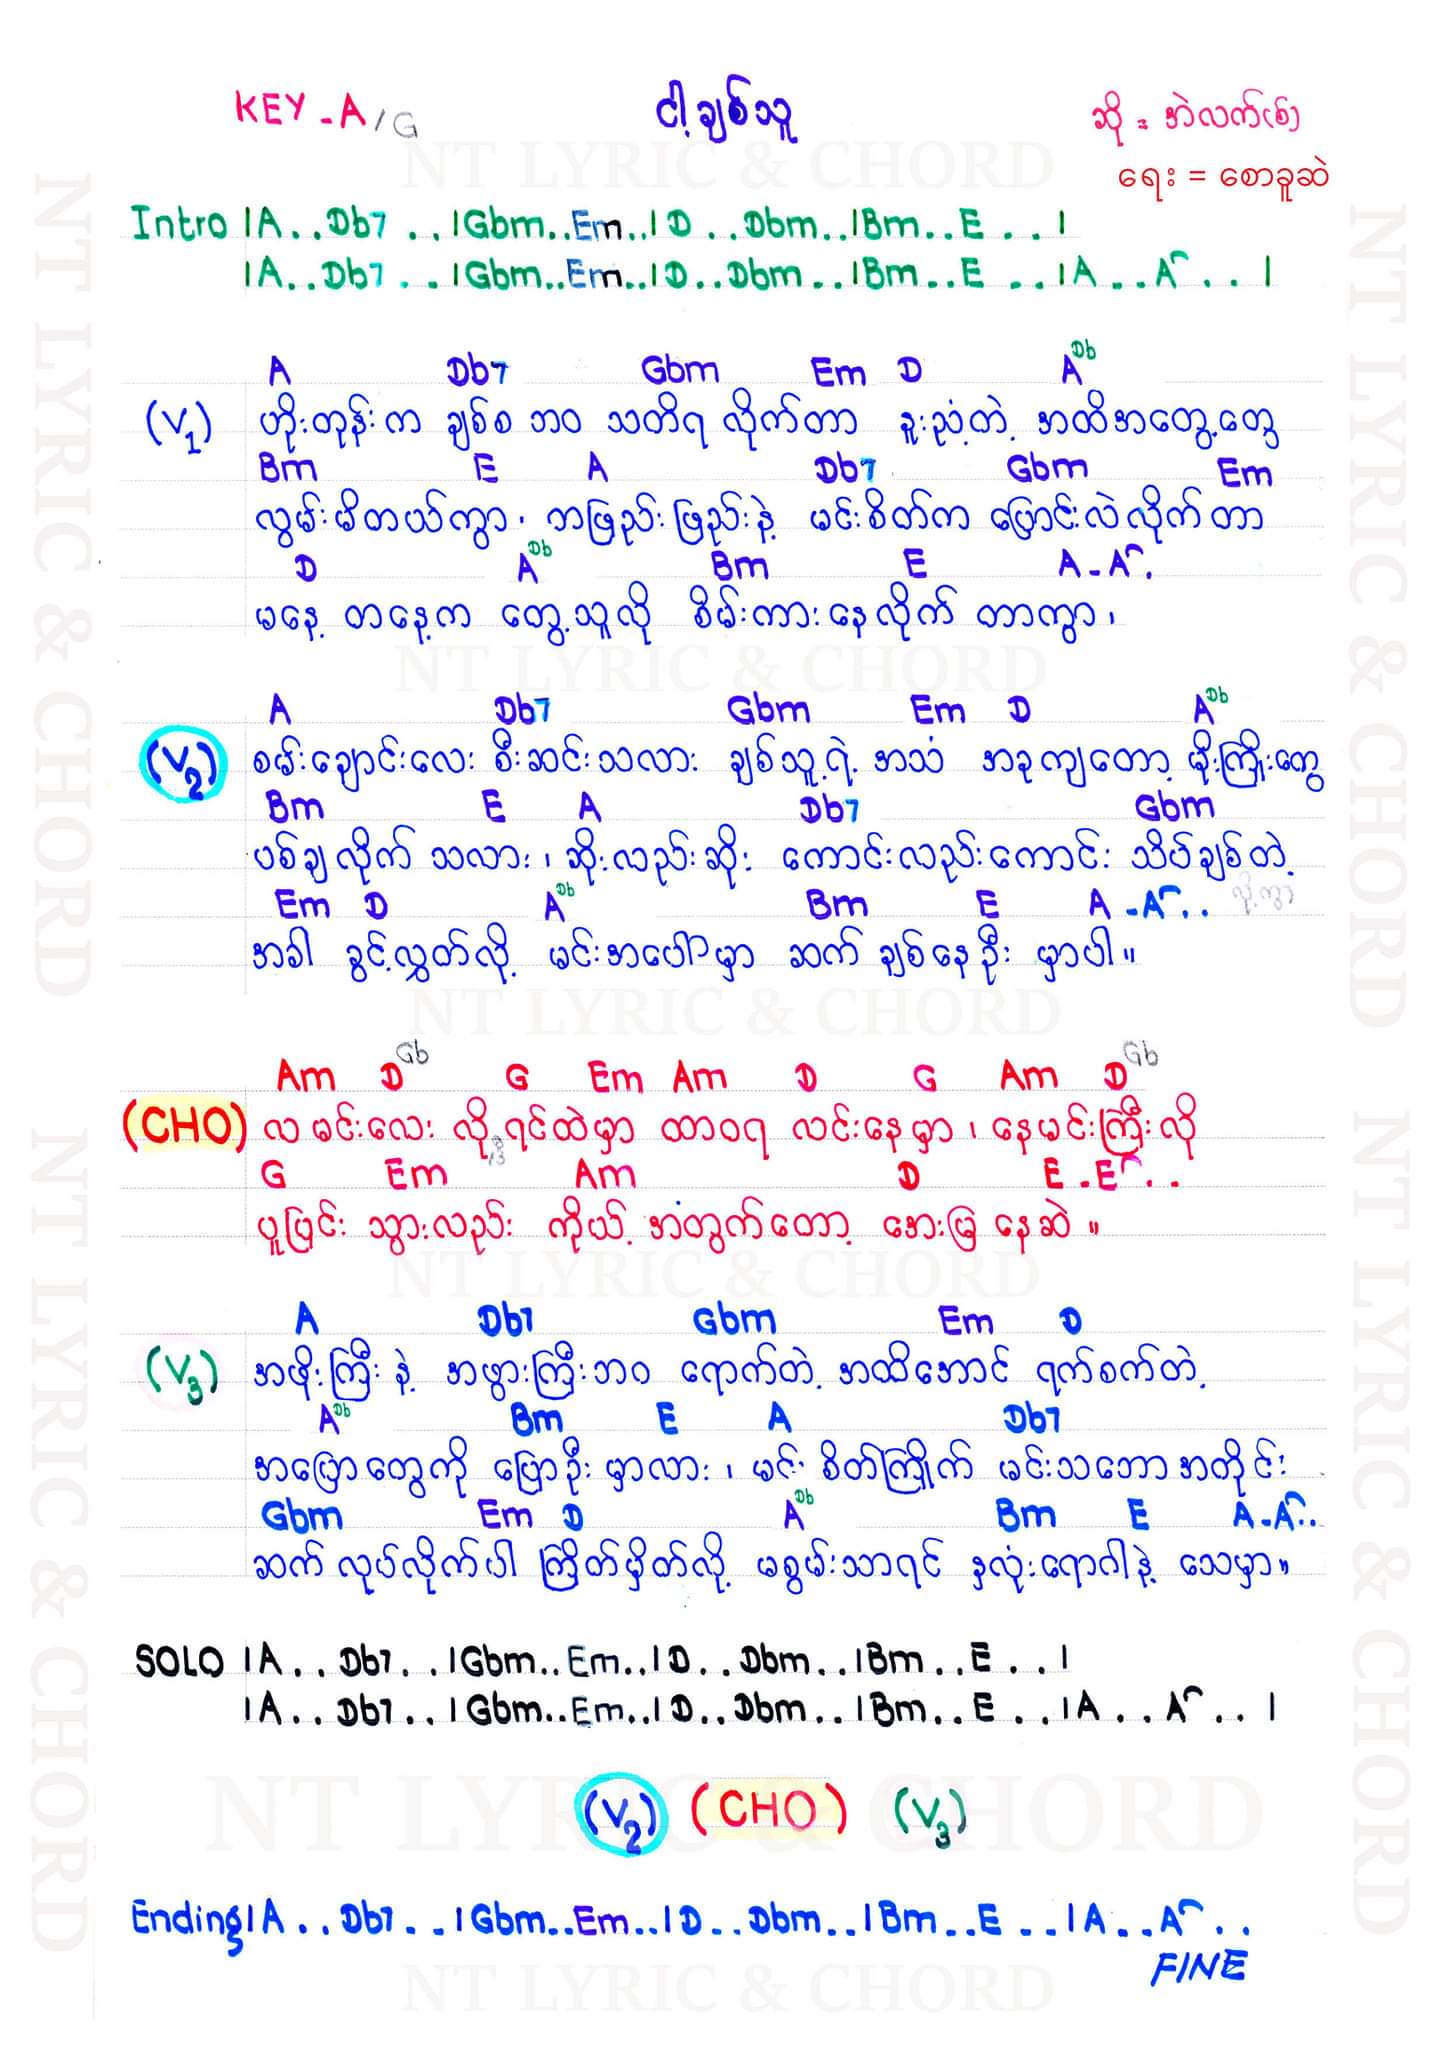 KEY - A / G
ငါ့ချစ်သူ
ဆို = အဲလက်(စ်)
ရေး = စောခူဆဲ
Intro |A..Db7 ..|Gbm..Em..|D..Dbm..|Bm..E...|
|A..Db7...|Gbm..Em..|D..Dbm..|Bm..E...|A...A...|
A Db7 Gbm Em D A Db
(V1) ဟိုးတုန်းက ချစ်စ ဘဝ သတိရ လိုက်တာ နူးညံ့တဲ့ အထိအတွေ့တွေ
Bm E A Db7 Gbm Em
လွမ်းမိတယ်ကွာ၊ ဘဖြည်းဖြည်းနဲ့ မင်းစိတ်က ပြောင်းလဲလိုက်တာ
D A Db Bm E A-A.
မနေ့ တနေ့က တွေ့သူလို စိမ်းကားနေလိုက် တာကွာ၊
A Db7 Gbm Em D A Db
(V2) စမ်းချောင်းလေး စီးဆင်းသလား ချစ်သူ့ရဲ့ အသံ အခုကျတော့ မိုးကြိုးတွေ
Bm E A Db7 Gbm
ပစ်ချလိုက် သလား၊ ဆိုးလည်းဆိုး ကောင်းလည်းကောင်း သိပ်ချစ်တဲ့
Em D A Db Bm E A-A.. လို့ကွာ
အခါ ခွင့်လွှတ်လို့ မင်းအပေါ်မှာ ဆက်ချစ်နေဦး မှာပါ။
Am D Gb G Em Am D G Am D Gb
(CHO) လမင်းလေး လို ရင်ထဲမှာ ထာဝရ လင်းနေမှာ၊ နေမင်းကြီးလို
G Em Am D E-E..
ပူပြင်း သွားလည်း ကိုယ့် အတွက်တော့ အေးမြနေဆဲ။
A Db7 Gbm Em D
(V3) အဖိုးကြီးနဲ့ အဖွားကြီးဘဝ ရောက်တဲ့ အထိအောင် ရက်စက်တဲ့
A Db Bm E A Db7
အပြောတွေကို ပြောဦးမှာလား၊ မင်း စိတ်ကြိုက် မင်းသဘောအတိုင်း
Gbm Em D A Db Bm E A-A..
ဆက်လုပ်လိုက်ပါ ကြိတ်မှိတ်လို့ မစွမ်းသာရင် နှလုံးရောဂါနဲ့ သေမှာ။
SOLO |A..Db7..|Gbm..Em..|D..Dbm..|Bm..E...|
|A..Db7..|Gbm..Em..|D..Dbm..|Bm..E...|A...A...|
(V2) (CHO) (V3)
Ending|A..Db7..|Gbm..Em..|D..Dbm..|Bm..E...|A..A..
FINE
NT LYRIC & CHORD